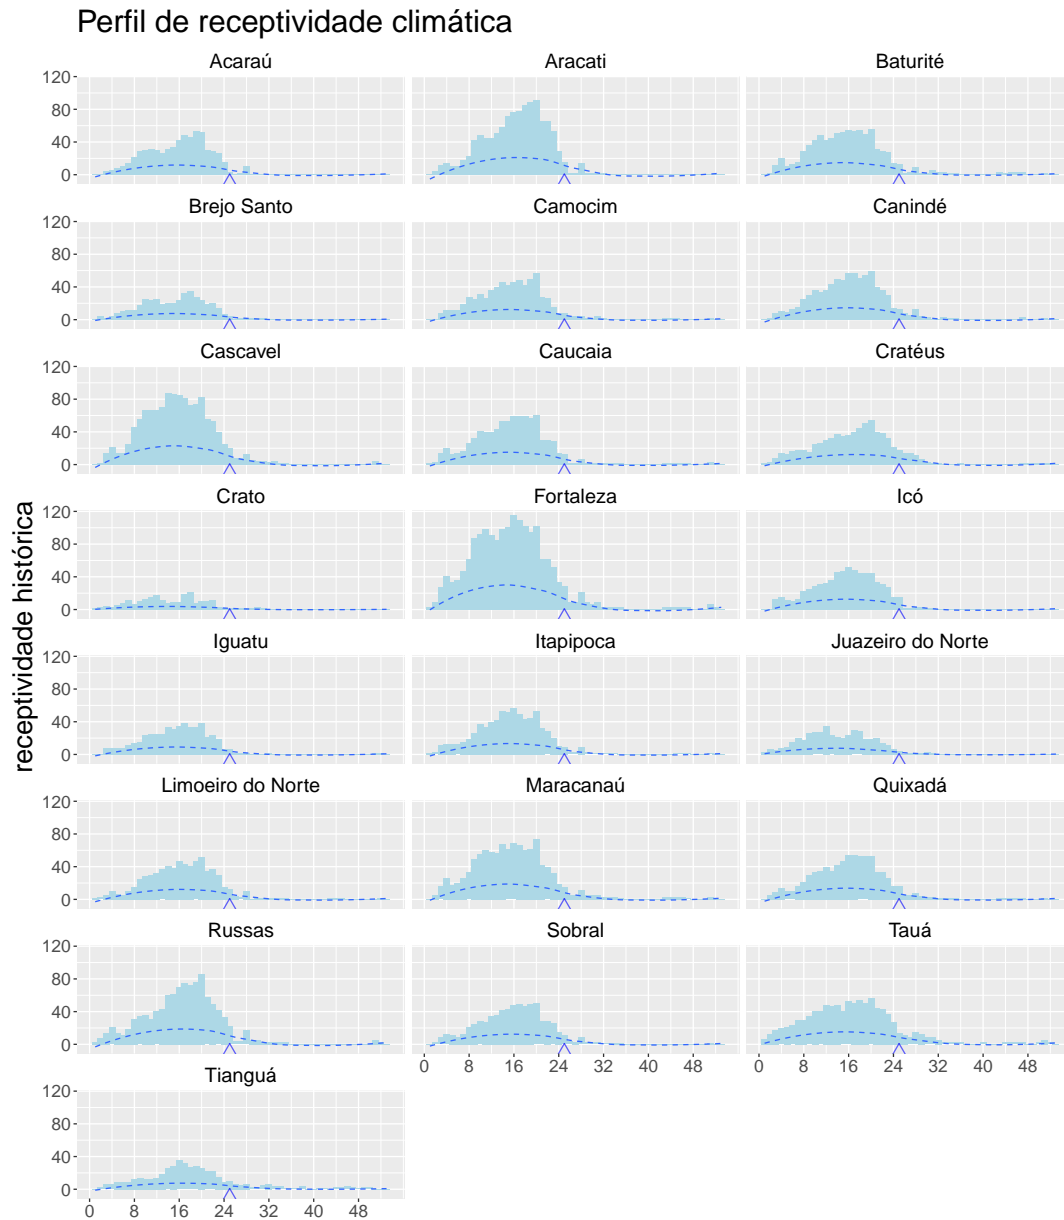 Perfil de receptividade climática
Acaraú Aracati Baturité
120
80
40
0
Brejo Santo Camocim Canindé
120
80
40
0
Cascavel Caucaia Cratéus
120
80
40
0
Crato Fortaleza Icó
120
80
40
0
receptividade histórica
Iguatu Itapipoca Juazeiro do Norte
120
80
40
0
Limoeiro do Norte Maracanaú Quixadá
120
80
40
0
Russas Sobral Tauá
120
80
40
0
0 8 16 24 32 40 48 0 8 16 24 32 40 48
Tianguá
120
80
40
0
0 8 16 24 32 40 48